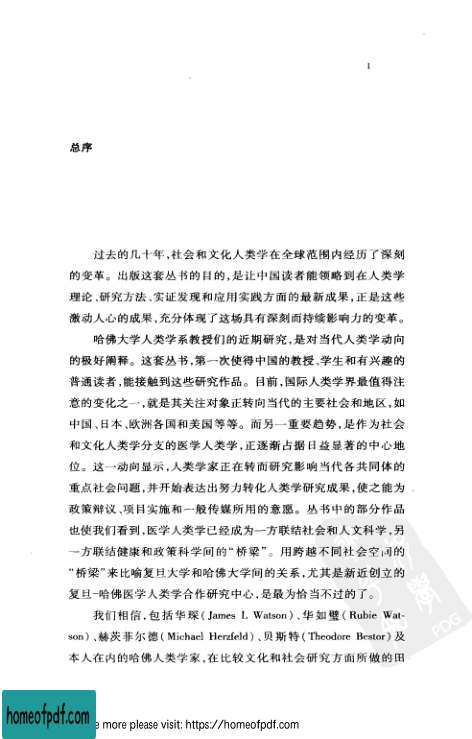 1
总序
过去的几十年,社会和文化人类学在全球范围内经历了深刻
的变革。出版这套丛书的目的,是让中国读者能领略到在人类学
理论、研究方法、实证发现和应用实践方面的最新成果,正是这些
激动人心的成果,充分体现了这场具有深刻而持续影响力的变革。
哈佛大学人类学系教授们的近期研究,是对当代人类学动向
的极好阐释。这套丛书,第一次使得中国的教授、学生和有兴趣的
普通读者,能接触到这些研究作品。目前,国际人类学界最值得注
意的变化之一,就是其关注对象正转向当代的主要社会和地区,如
中国、日本、欧洲各国和美国等等。而另一重要趋势,是作为社会
和文化人类学分支的医学人类学,正逐渐占据日益显著的中心地
位。这一动向显示,人类学家正在转而研究影响当代各共同体的
重点社会问题,并开始表达出努力转化人类学研究成果,使之能为
政策辩议、项目实施和一般传媒所用的意愿。丛书中的部分作品
也使我们看到,医学人类学已经成为一方联结社会和人文科学,另
一方联结健康和政策科学间的“桥梁”。用跨越不同社会空间的
“桥梁”来比喻复旦大学和哈佛大学间的关系,尤其是新近创立的
复旦-哈佛医学人类学合作研究中心,是最为恰当不过的了。
我们相信,包括华琛(James L Watson)、华如璧(Rubie Wat-
son)、赫茨菲尔德(Michael Herzfeld)、贝斯特(Theodore Bestor)及
本人在内的哈佛人类学家,在比较文化和社会研究方面所做的田
PDG
homeofpdf.com
e more please visit: https://homeofpdf.com